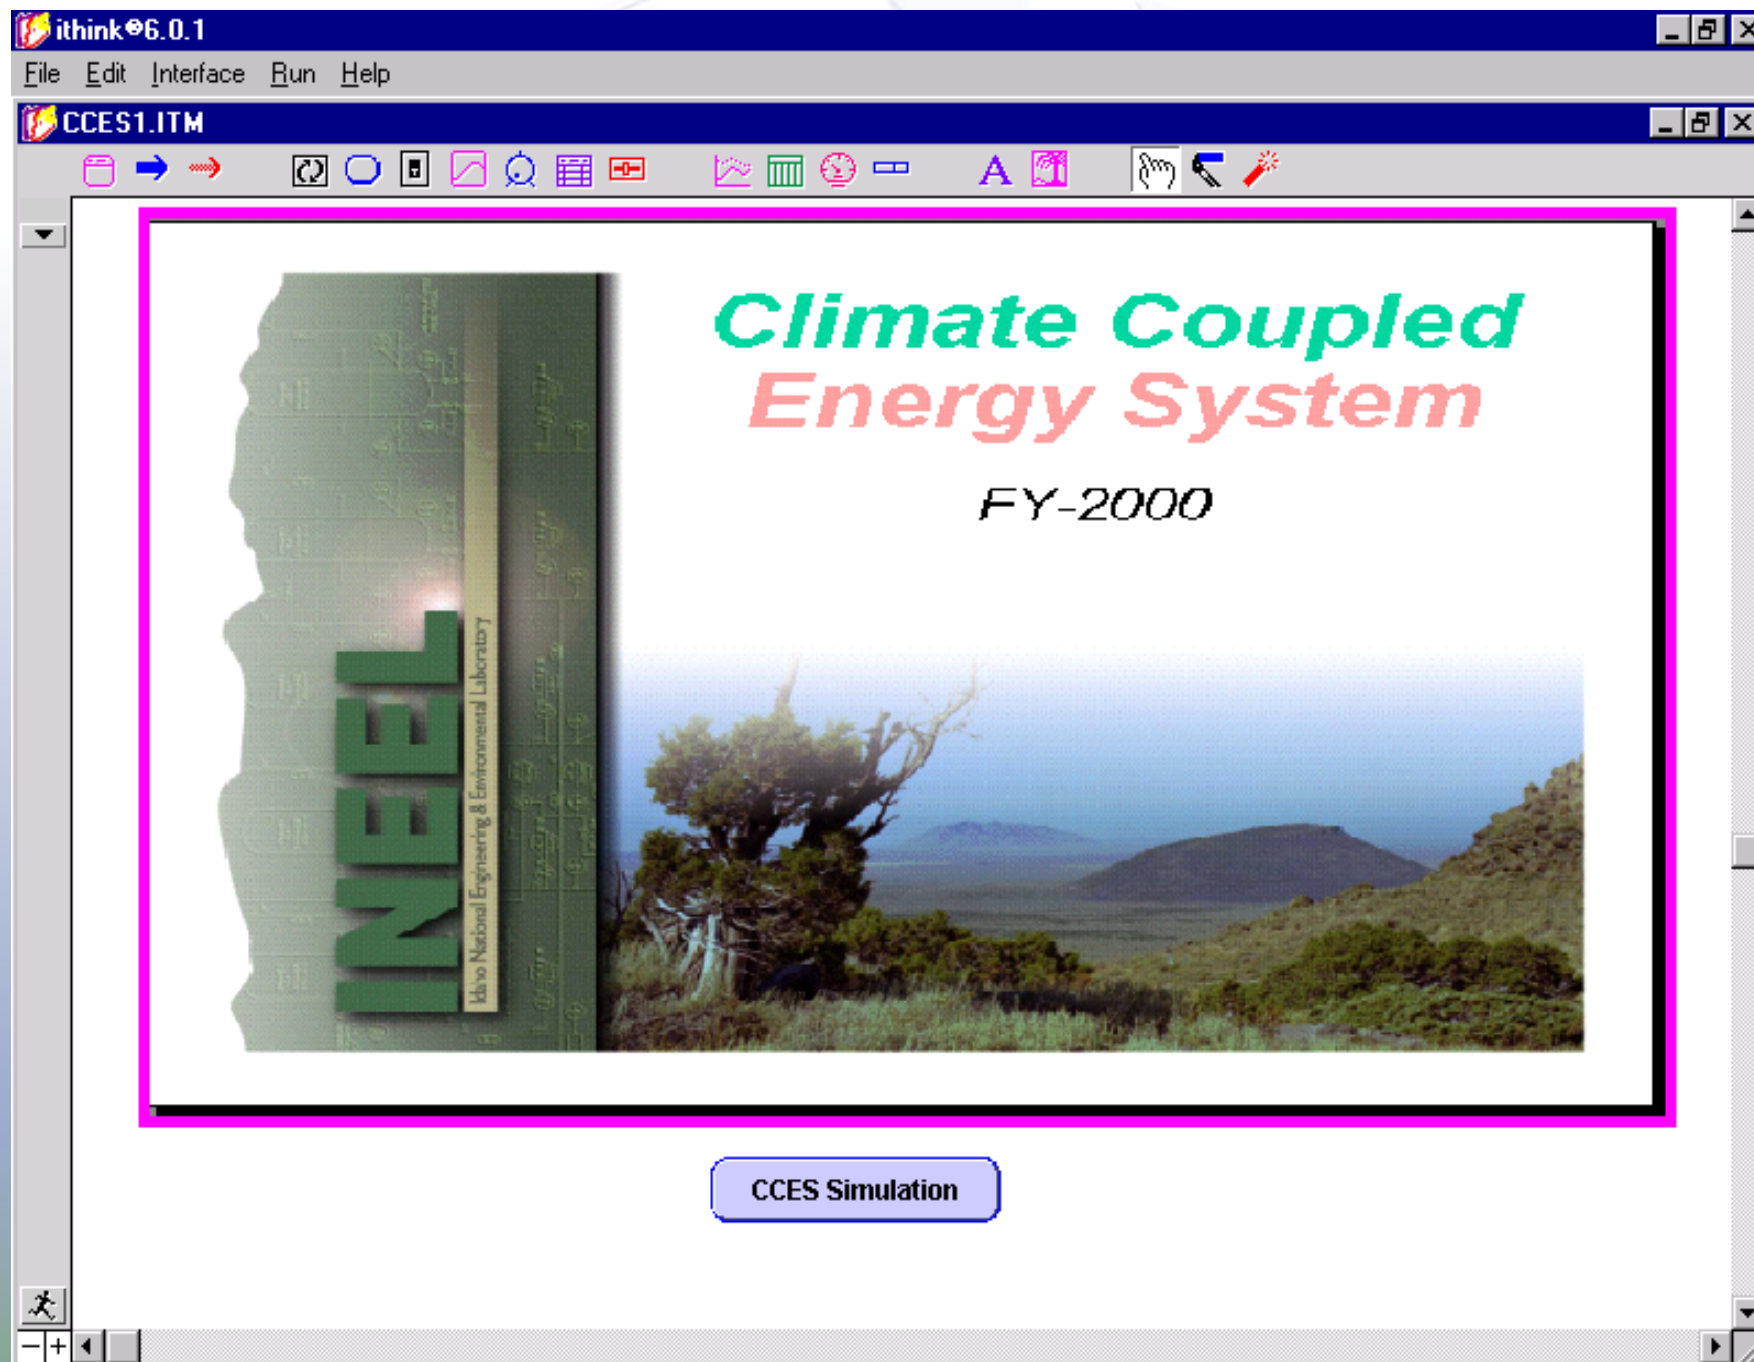 ithink®6.0.1
File Edit Interface Run Help
CCES1.ITM
A
Climate Coupled
Energy System
FY-2000
INEEL
Idaho National Engineering & Environmental Laboratory
CCES Simulation